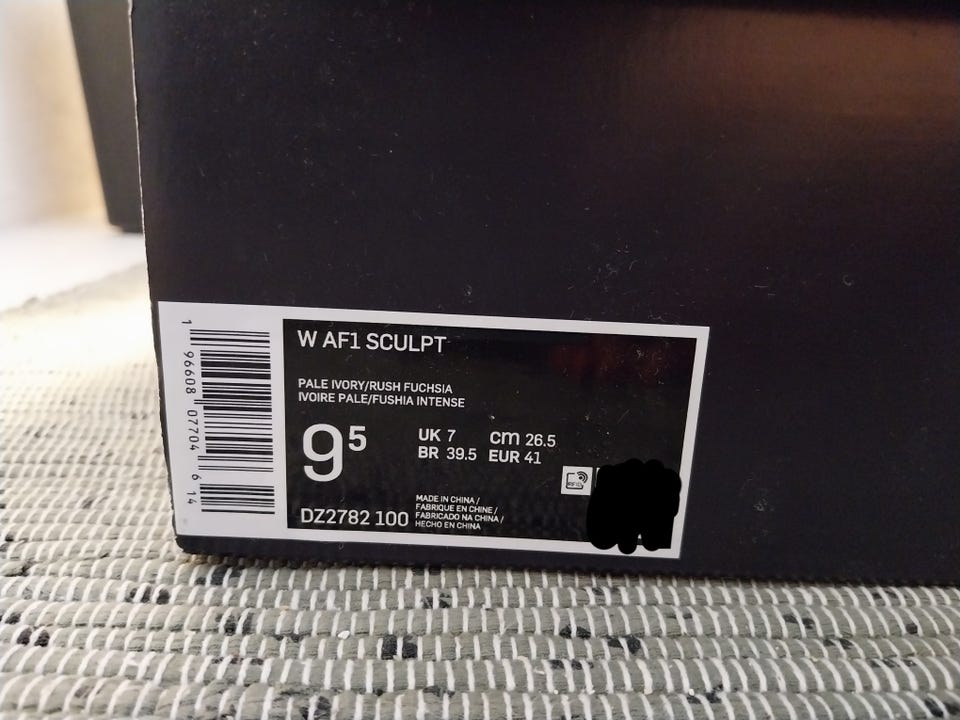 W AF1 SCULPT
PALE IVORY/RUSH FUCHSIA
IVOIRE PALE/FUSHIA INTENSE
9⁵
UK 7 cm 26.5
BR 39.5 EUR 41
RFID
DZ2782 100
MADE IN CHINA /
FABRIQUE EN CHINE /
FABRICADO NA CHINA /
HECHO EN CHINA
1 96608 07704 6 14